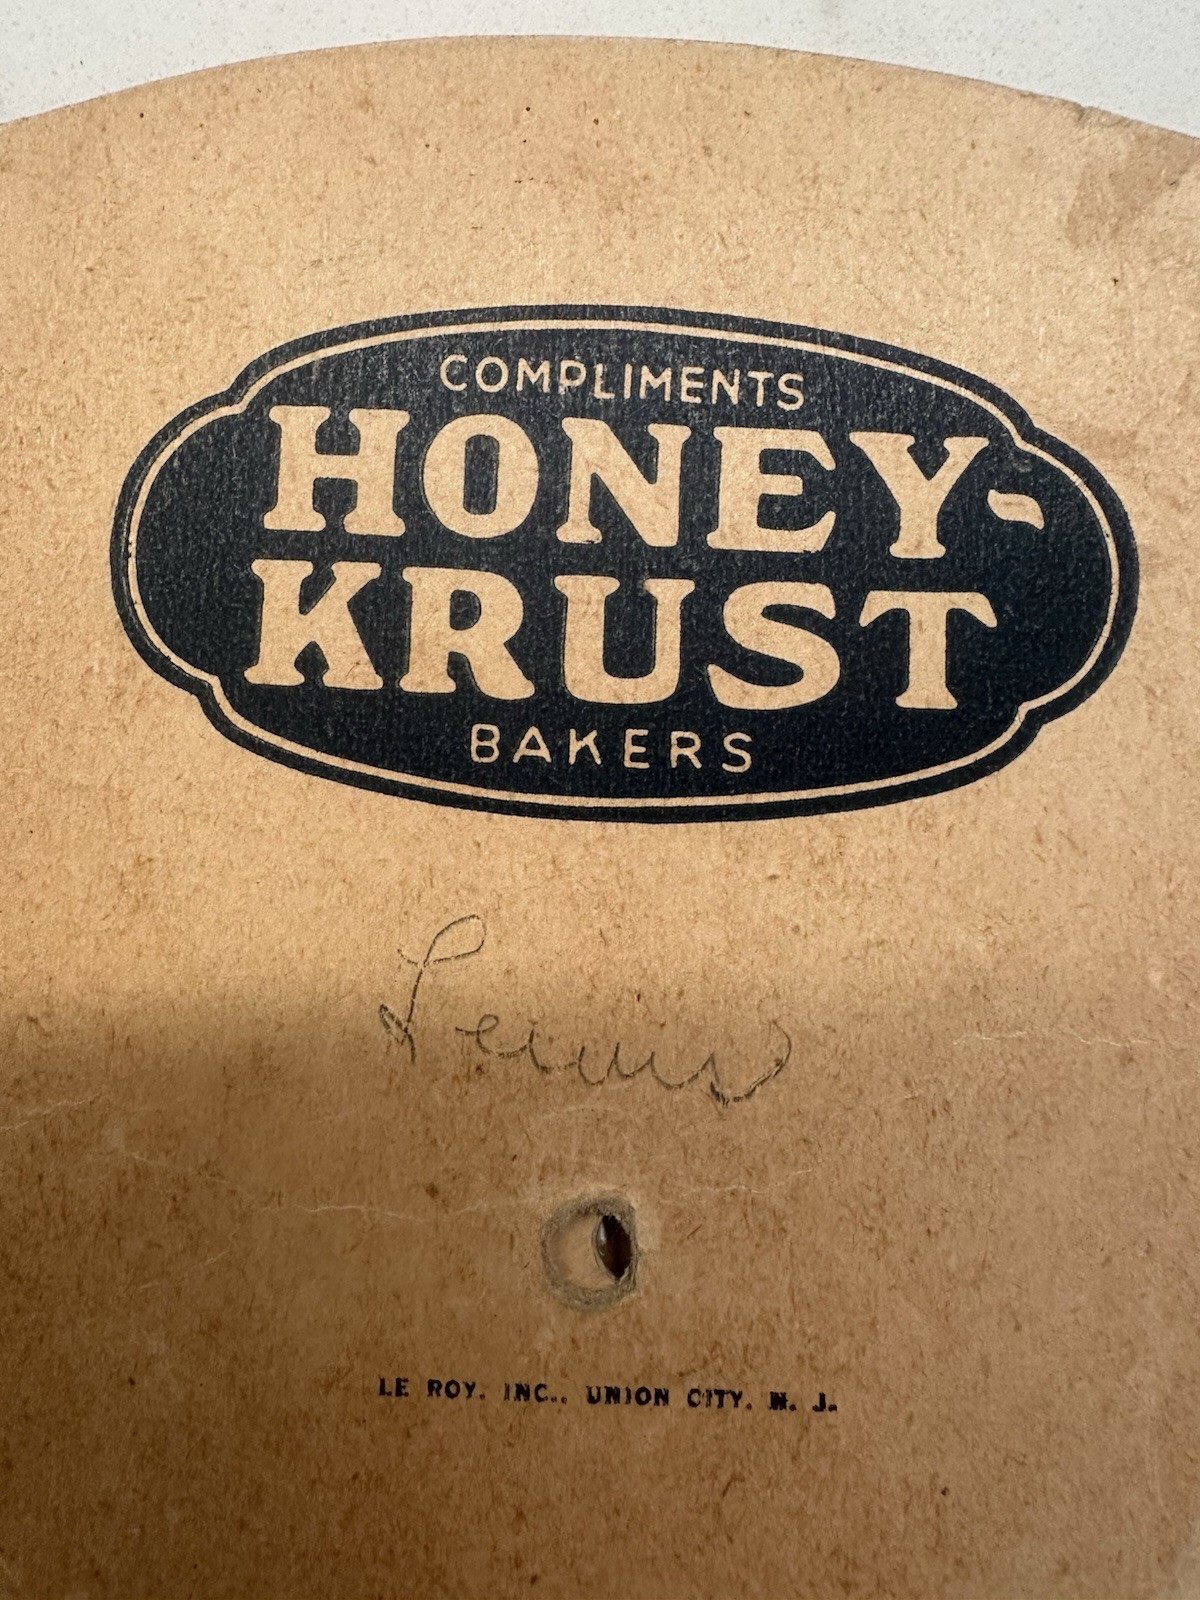 COMPLIMENTS
HONEY-
KRUST
BAKERS
LE ROY. INC., UNION CITY. N. J.